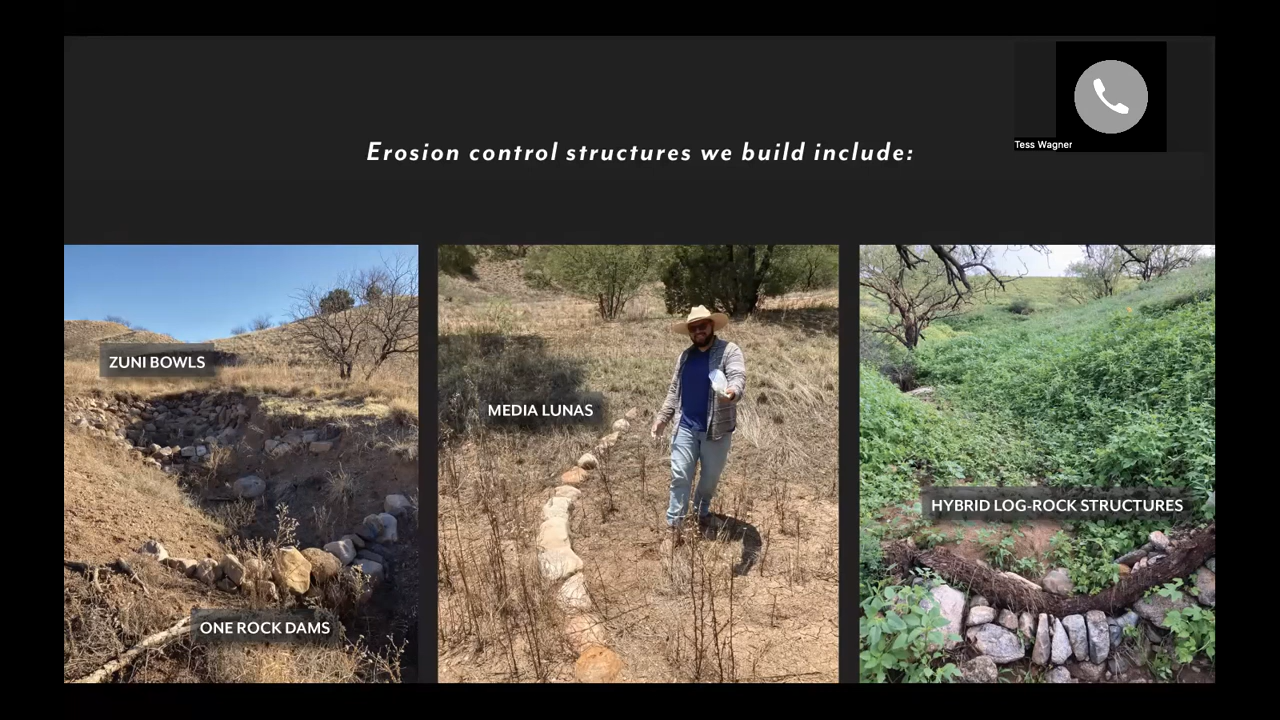 Tess Wagner
Erosion control structures we build include:
ZUNI BOWLS
MEDIA LUNAS
HYBRID LOG-ROCK STRUCTURES
ONE ROCK DAMS